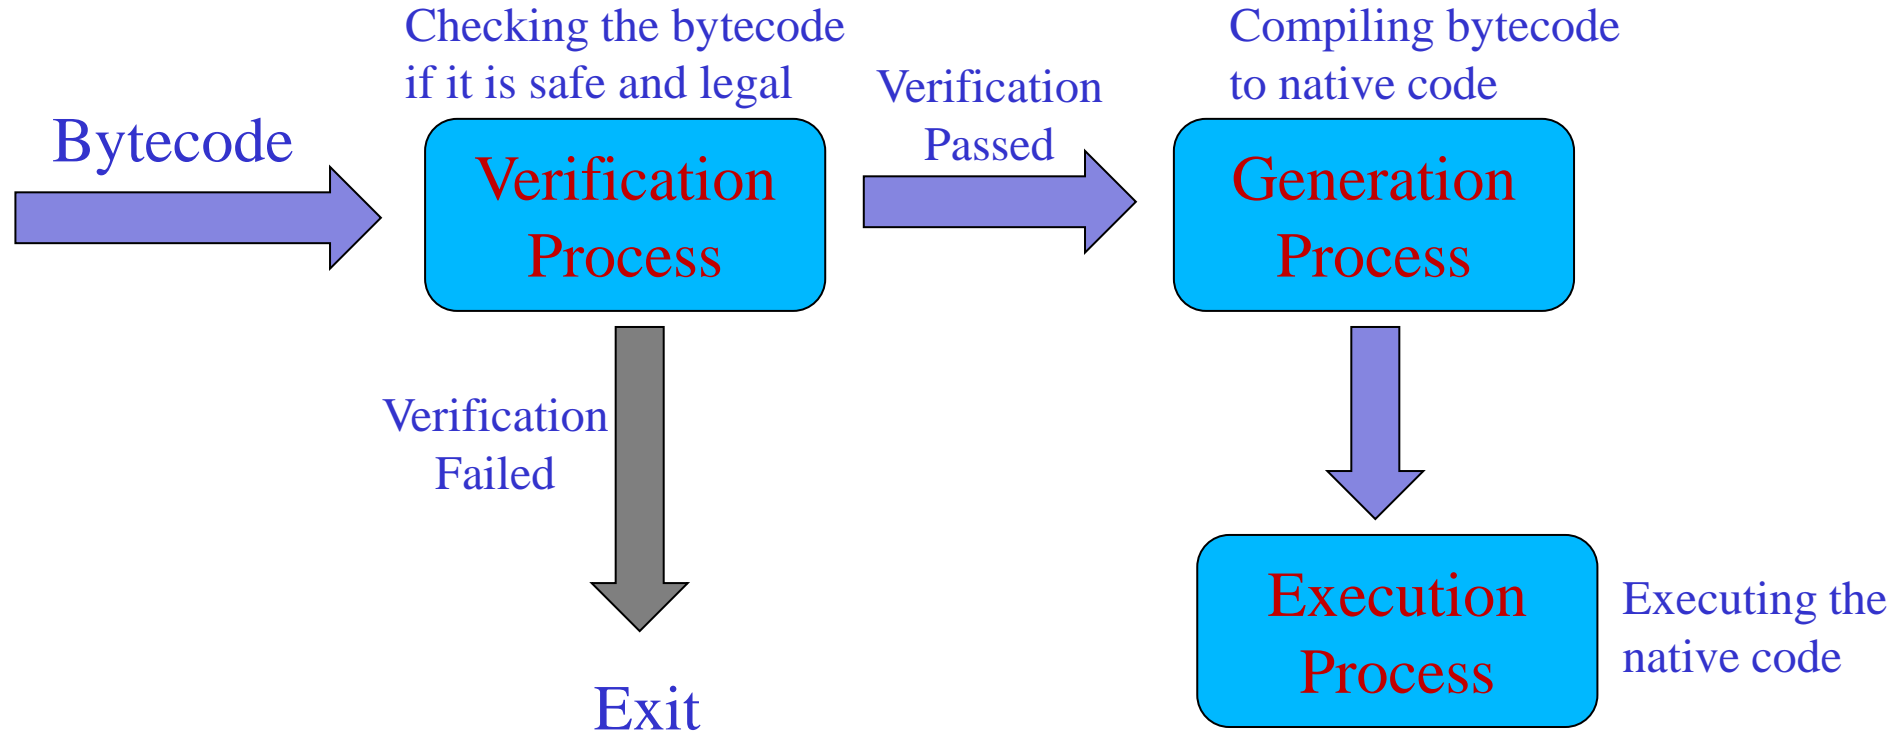 Checking the bytecode
if it is safe and legal
Compiling bytecode
to native code
Verification
Passed
Bytecode
Verification
Process
Generation
Process
Verification
Failed
Execution
Process
Executing the
native code
Exit